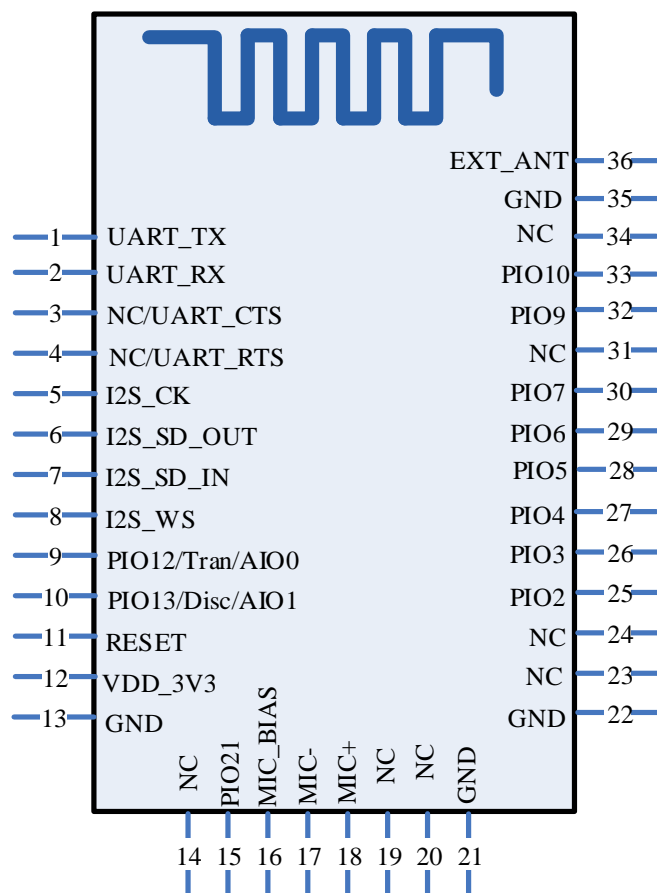 EXT_ANT 36
GND 35
1 UART_TX NC 34
2 UART_RX PIO10 33
3 NC/UART_CTS PIO9 32
4 NC/UART_RTS NC 31
5 I2S_CK PIO7 30
6 I2S_SD_OUT PIO6 29
7 I2S_SD_IN PIO5 28
8 I2S_WS PIO4 27
9 PIO12/Tran/AIO0 PIO3 26
10 PIO13/Disc/AIO1 PIO2 25
11 RESET NC 24
12 VDD_3V3 NC 23
13 GND GND 22
NC PIO21 MIC_BIAS MIC- MIC+ NC NC GND
14 15 16 17 18 19 20 21